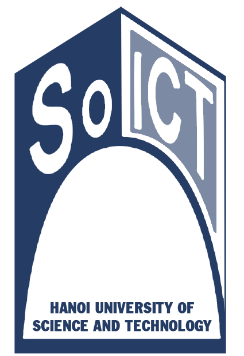 SoICT
HANOI UNIVERSITY OF
SCIENCE AND TECHNOLOGY